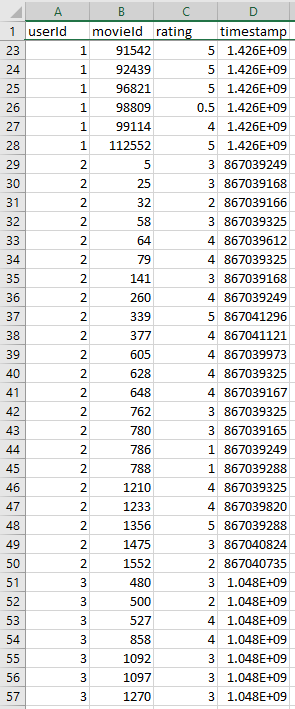 A B C D
1 userId movieId rating timestamp
23 1 91542 5 1.426E+09
24 1 92439 5 1.426E+09
25 1 96821 5 1.426E+09
26 1 98809 0.5 1.426E+09
27 1 99114 4 1.426E+09
28 1 112552 5 1.426E+09
29 2 5 3 867039249
30 2 25 3 867039168
31 2 32 2 867039166
32 2 58 3 867039325
33 2 64 4 867039612
34 2 79 4 867039325
35 2 141 3 867039168
36 2 260 4 867039249
37 2 339 5 867041296
38 2 377 4 867041121
39 2 605 4 867039973
40 2 628 4 867039325
41 2 648 4 867039167
42 2 762 3 867039325
43 2 780 3 867039165
44 2 786 1 867039249
45 2 788 1 867039288
46 2 1210 4 867039325
47 2 1233 4 867039820
48 2 1356 5 867039288
49 2 1475 3 867040824
50 2 1552 2 867040735
51 3 480 3 1.048E+09
52 3 500 2 1.048E+09
53 3 527 4 1.048E+09
54 3 858 4 1.048E+09
55 3 1092 3 1.048E+09
56 3 1097 3 1.048E+09
57 3 1270 3 1.048E+09